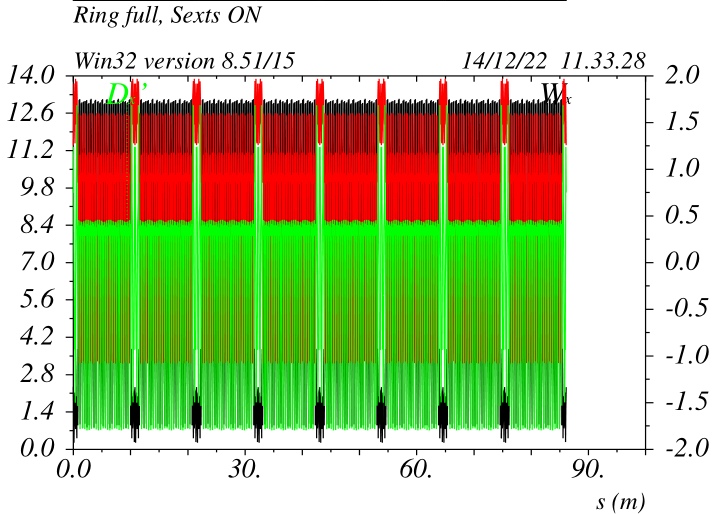 Ring full, Sexts ON
Win32 version 8.51/15 14/12/22 11.33.28
14.0 2.0
12.6 1.5
11.2 1.0
9.8 0.5
8.4 0.0
7.0 -0.5
5.6 -1.0
4.2 -1.5
2.8 -2.0
1.4
0.0
Wₓ
0.0 30. 60. 90.
s (m)